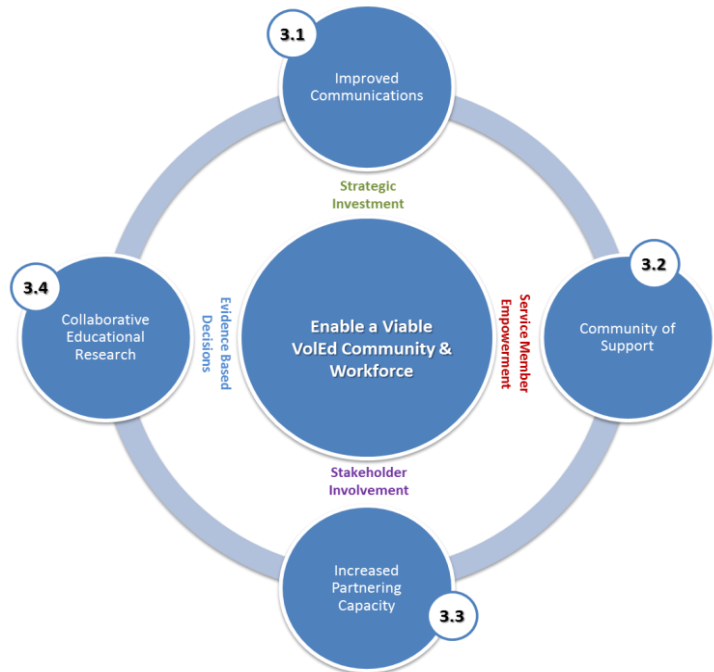 3.1
Improved
Communications
Strategic
Investment
3.4
Collaborative
Educational
Research
Evidence Based
Decisions
Enable a Viable
VolEd Community &
Workforce
Service Member
Empowerment
3.2
Community of
Support
Stakeholder
Involvement
Increased
Partnering
Capacity
3.3